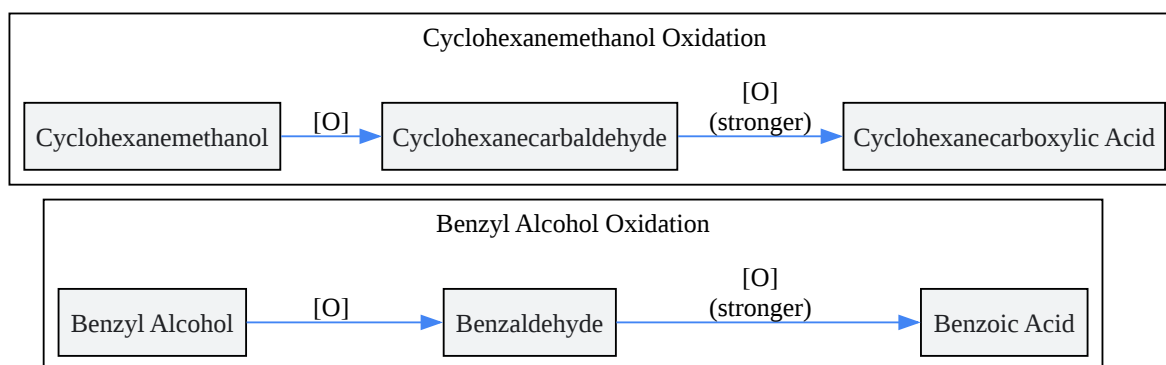 Cyclohexanemethanol Oxidation
Cyclohexanemethanol
[O]
Cyclohexanecarbaldehyde
[O]
(stronger)
Cyclohexanecarboxylic Acid
Benzyl Alcohol Oxidation
Benzyl Alcohol
[O]
Benzaldehyde
[O]
(stronger)
Benzoic Acid